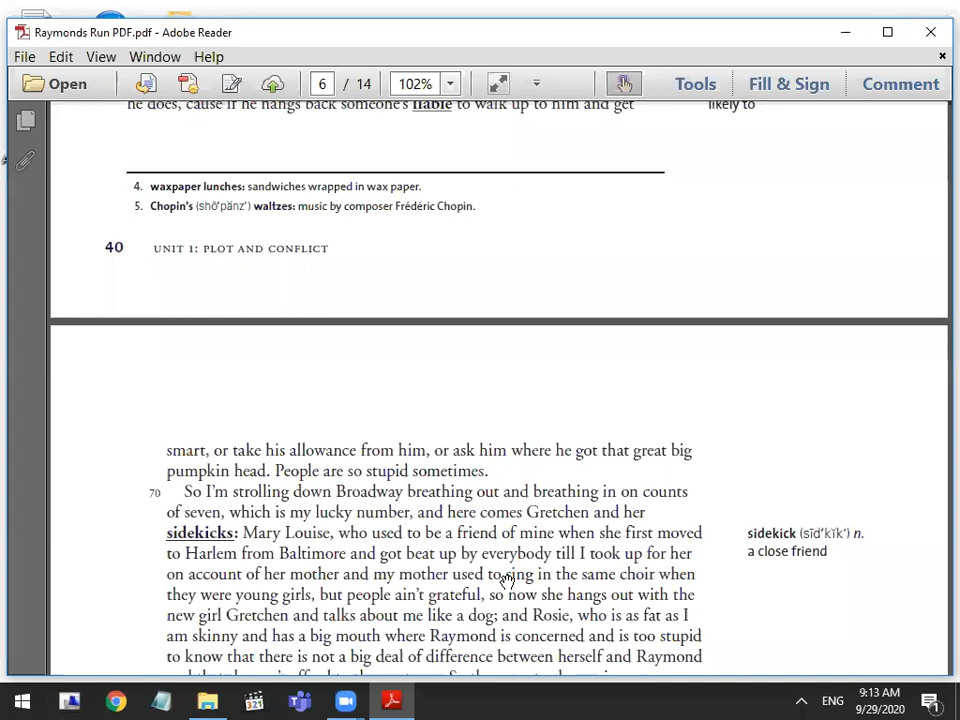 Raymonds Run PDF.pdf - Adobe Reader
File Edit View Window Help
Open 6 / 14 102% Tools Fill & Sign Comment
he does, cause if he hangs back someone's liable to walk up to him and get
likely to
4. waxpaper lunches: sandwiches wrapped in wax paper.
5. Chopin's (shō'pănz') waltzes: music by composer Frédéric Chopin.
40 UNIT 1: PLOT AND CONFLICT
smart, or take his allowance from him, or ask him where he got that great big
pumpkin head. People are so stupid sometimes.
70 So I'm strolling down Broadway breathing out and breathing in on counts
of seven, which is my lucky number, and here comes Gretchen and her
sidekicks: Mary Louise, who used to be a friend of mine when she first moved
to Harlem from Baltimore and got beat up by everybody till I took up for her
on account of her mother and my mother used to sing in the same choir when
they were young girls, but people ain't grateful, so now she hangs out with the
new girl Gretchen and talks about me like a dog; and Rosie, who is as fat as I
am skinny and has a big mouth where Raymond is concerned and is too stupid
to know that there is not a big deal of difference between herself and Raymond
sidekick (sīd'kĭk') n.
a close friend
321
ENG
9:13 AM
9/29/2020
1